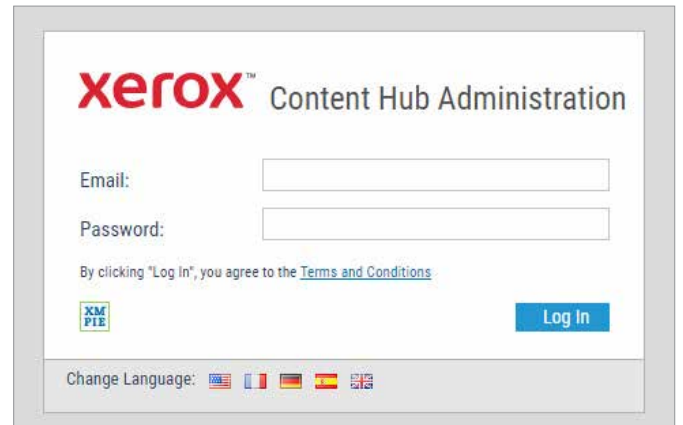 xerox™ Content Hub Administration
Email:
Password:
By clicking "Log In", you agree to the Terms and Conditions
XM
PIE
Log In
Change Language: